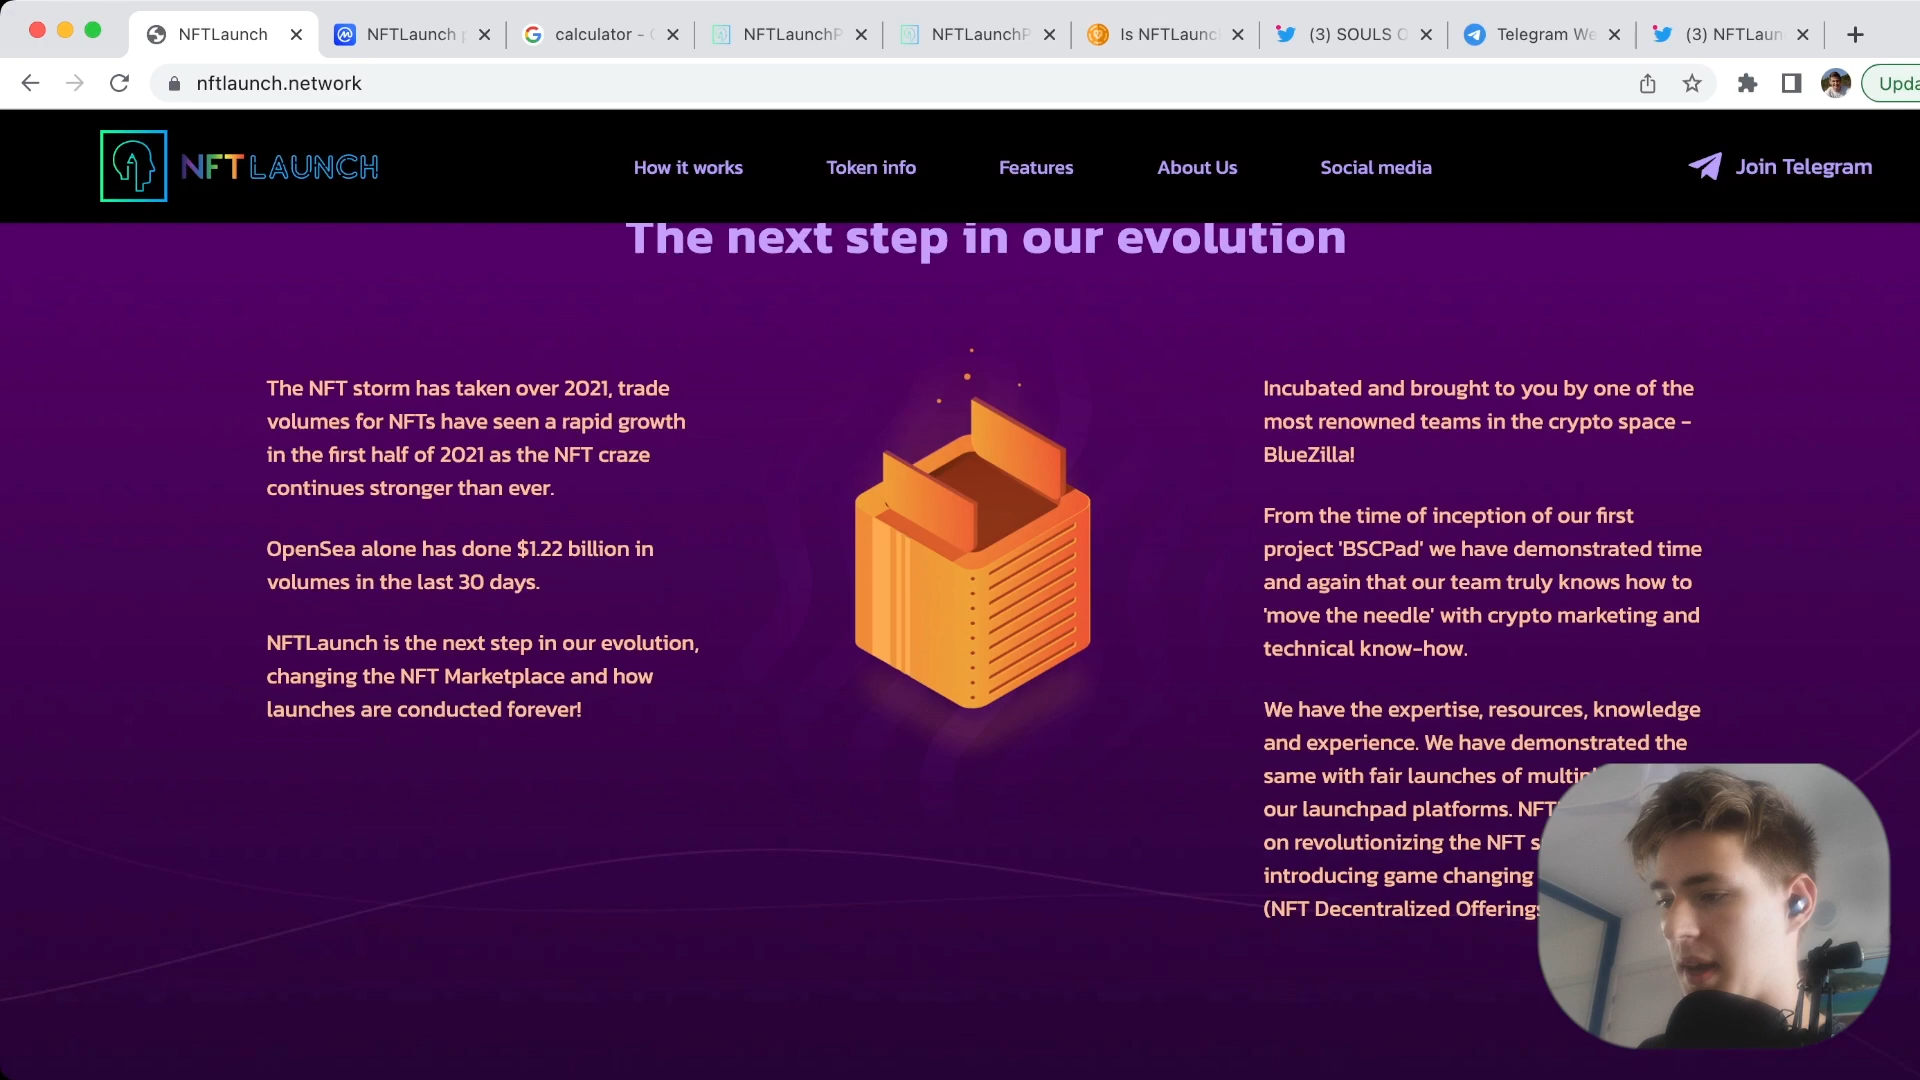 NFTLaunch
NFTLaunch
calculator -
NFTLaunchP
NFTLaunchP
Is NFTLaunc
(3) SOULS O
Telegram We
(3) NFTLaun
nftlaunch.network
Upda
NFT LAUNCH
How it works
Token info
Features
About Us
Social media
Join Telegram
The next step in our evolution
The NFT storm has taken over 2021, trade
volumes for NFTs have seen a rapid growth
in the first half of 2021 as the NFT craze
continues stronger than ever.
OpenSea alone has done $1.22 billion in
volumes in the last 30 days.
NFTLaunch is the next step in our evolution,
changing the NFT Marketplace and how
launches are conducted forever!
Incubated and brought to you by one of the
most renowned teams in the crypto space -
BlueZilla!
From the time of inception of our first
project 'BSCPad' we have demonstrated time
and again that our team truly knows how to
'move the needle' with crypto marketing and
technical know-how.
We have the expertise, resources, knowledge
and experience. We have demonstrated the
same with fair launches of multip
our launchpad platforms. NFT
on revolutionizing the NFT s
introducing game changing
(NFT Decentralized Offerings